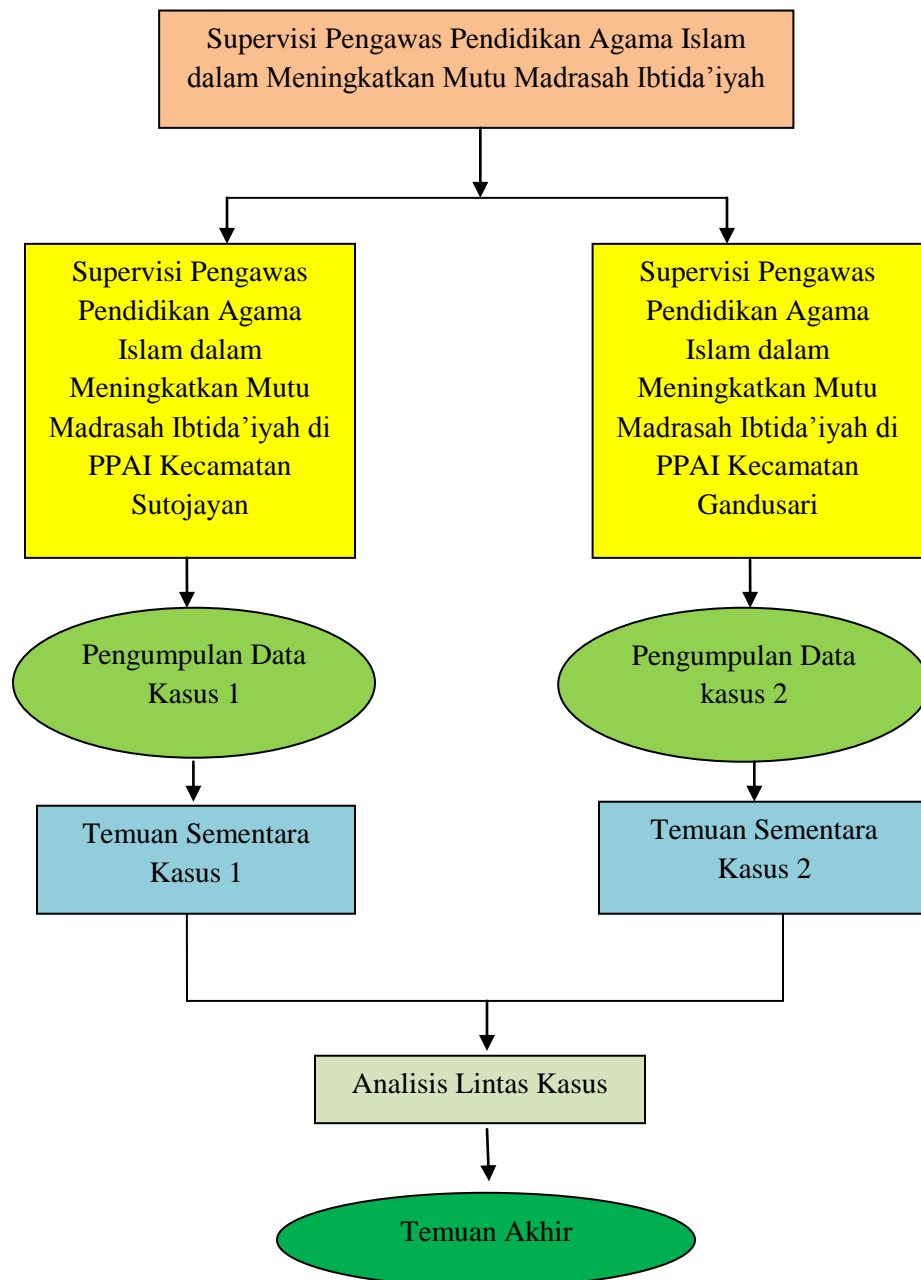 Supervisi Pengawas Pendidikan Agama Islam
dalam Meningkatkan Mutu Madrasah Ibtida’iyah
Supervisi Pengawas
Pendidikan Agama
Islam dalam
Meningkatkan Mutu
Madrasah Ibtida’iyah di
PPAI Kecamatan
Sutojayan
Supervisi Pengawas
Pendidikan Agama
Islam dalam
Meningkatkan Mutu
Madrasah Ibtida’iyah di
PPAI Kecamatan
Gandusari
Pengumpulan Data
Kasus 1
Pengumpulan Data
kasus 2
Temuan Sementara
Kasus 1
Temuan Sementara
Kasus 2
Analisis Lintas Kasus
Temuan Akhir